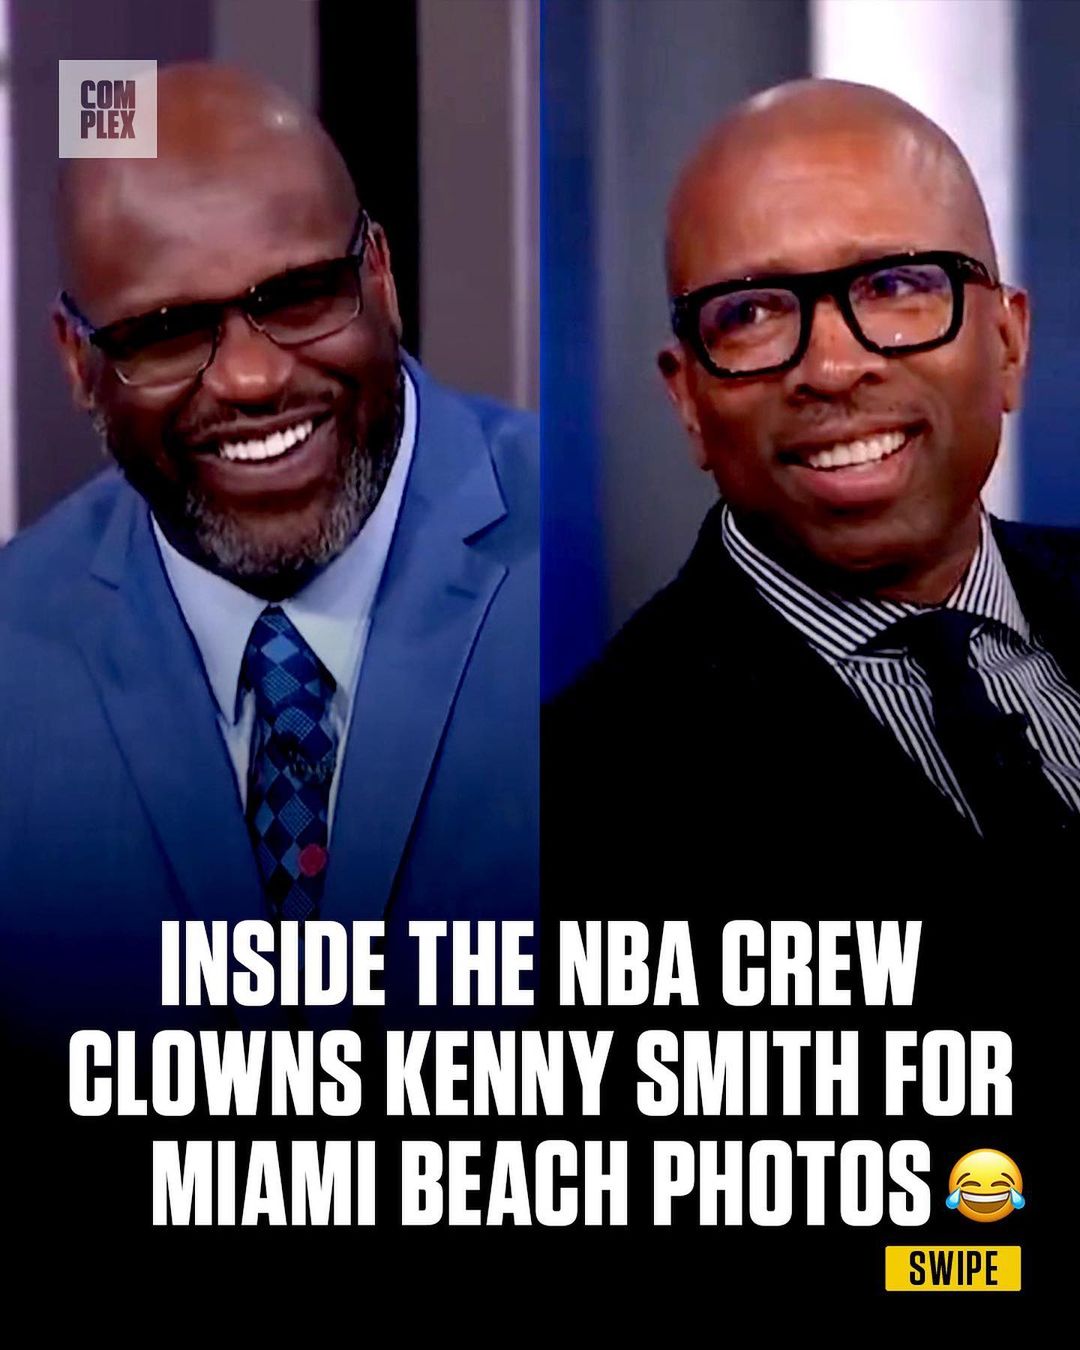 COM
PLEX
INSIDE THE NBA CREW
CLOWNS KENNY SMITH FOR
MIAMI BEACH PHOTOS 😂
SWIPE